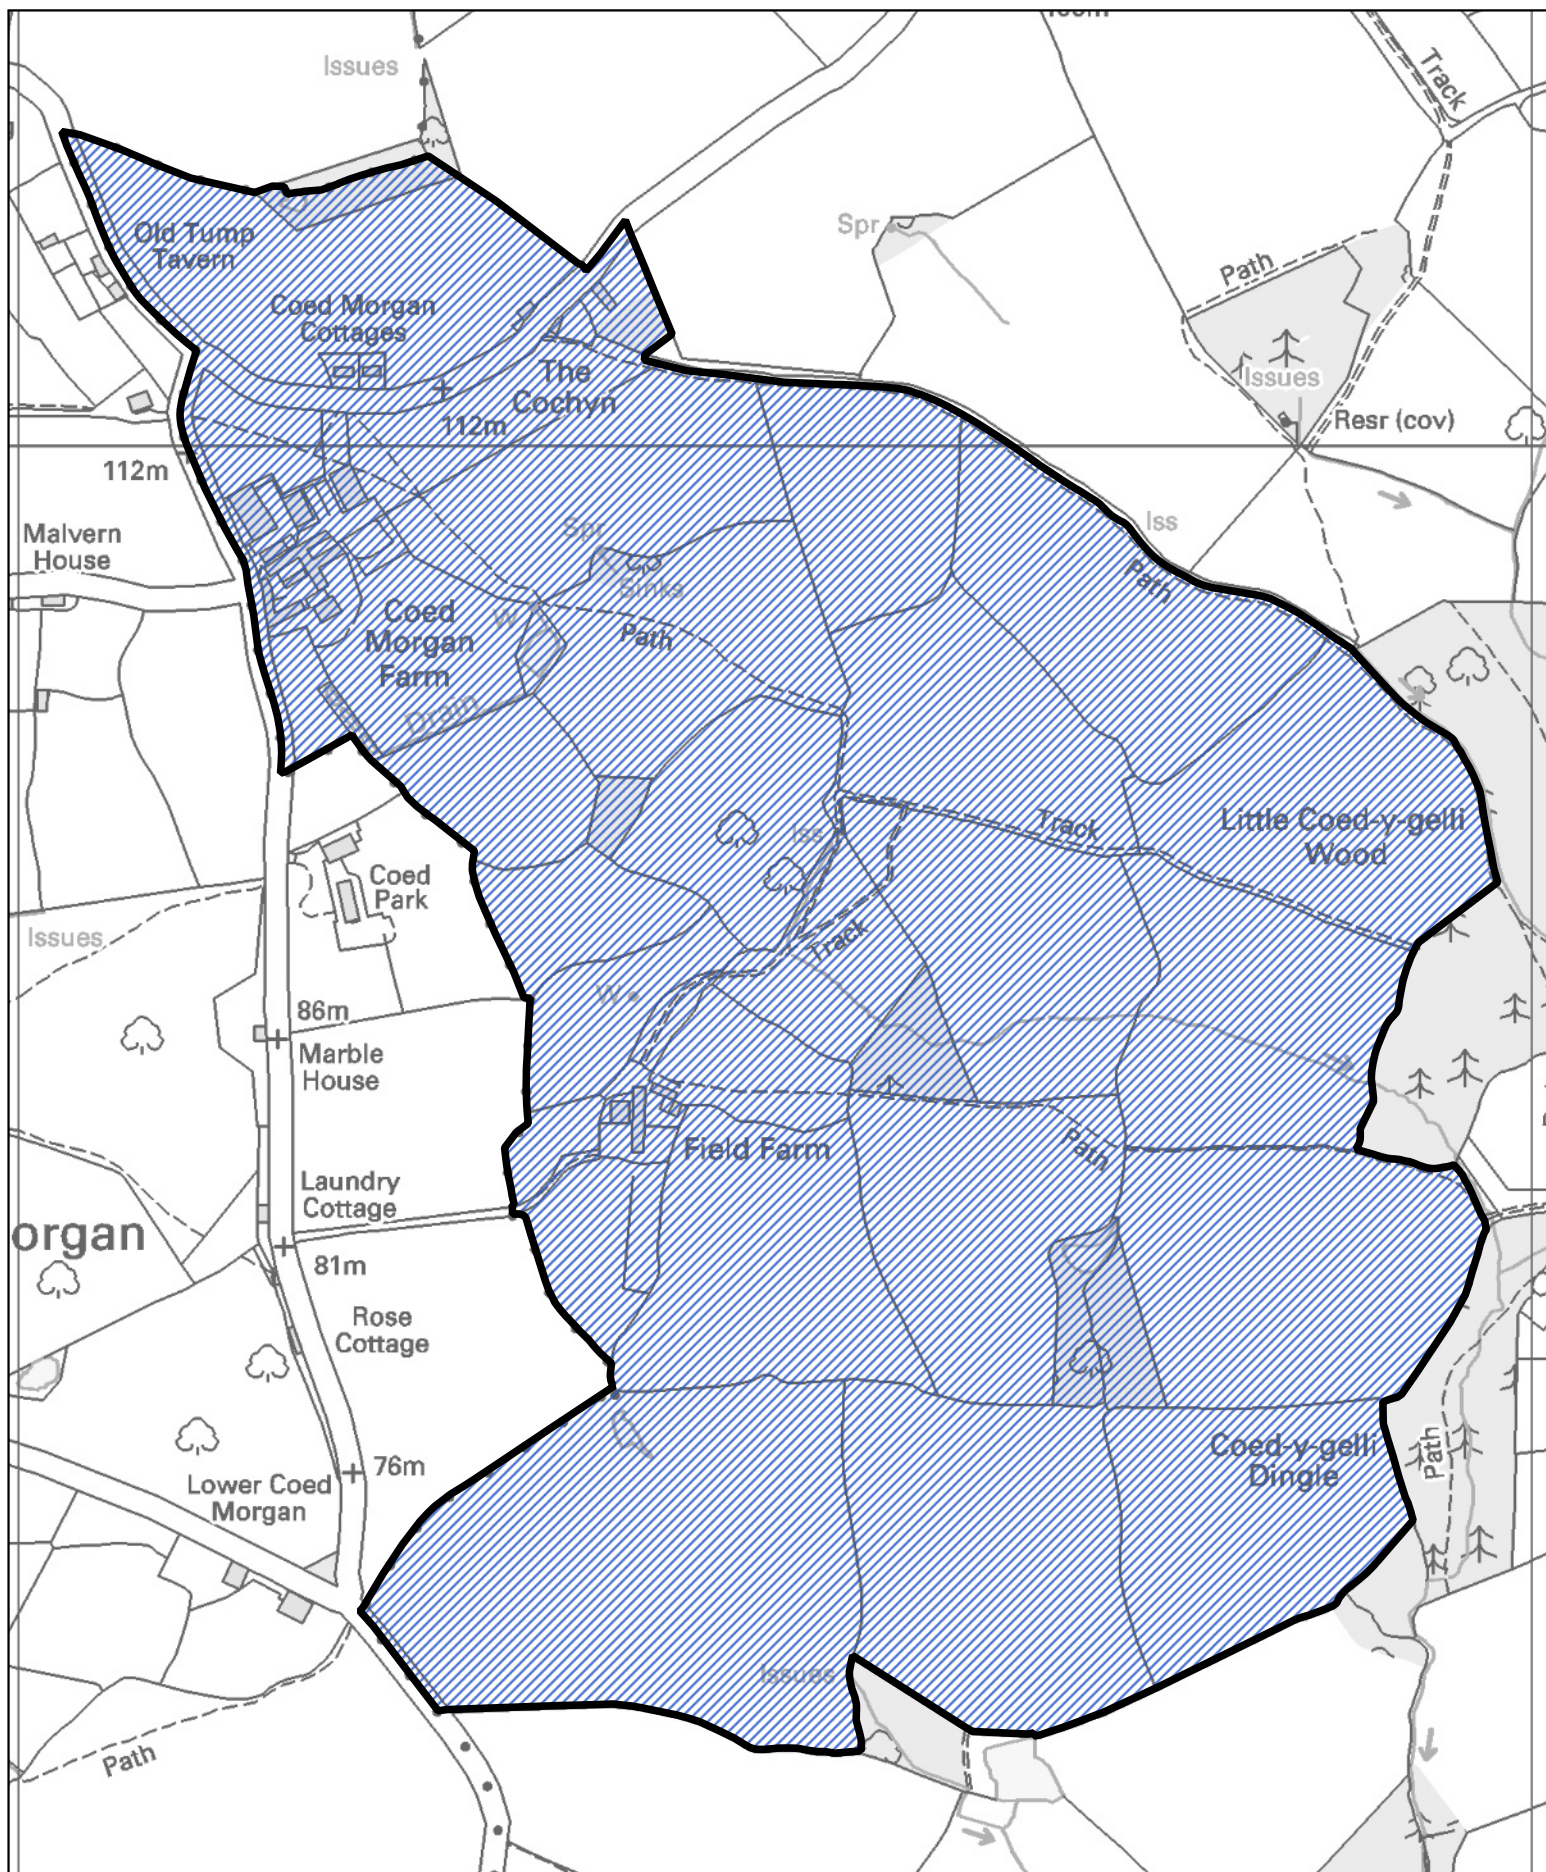 Issues
Track
Old Tump
Tavern
Spr
Path
Coed Morgan
Cottages
The
Cochyn
Issues
112m
Resr (cov)
112m
Malvern
House
Spr
Sinks
Iss
Path
Coed
Morgan
Farm
W
Path
Drain
Track
Little Coed-y-gelli
Wood
Iss
Coed
Park
Issues
Track
W
86m
Marble
House
Field Farm
Path
Laundry
Cottage
organ
81m
Rose
Cottage
76m
Lower Coed
Morgan
Coed-y-gelli
Dingle
Path
Issues
Path